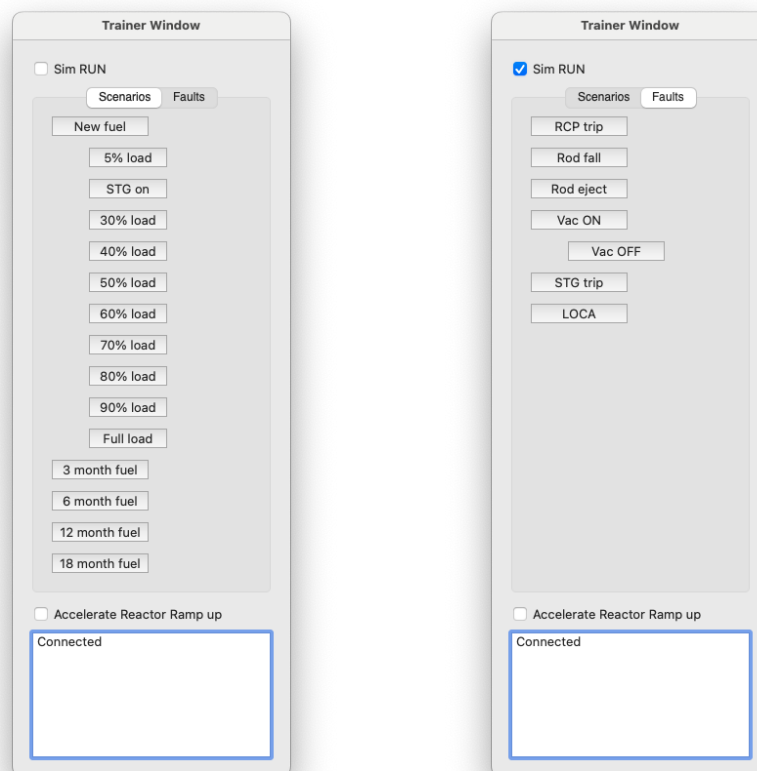 Trainer Window
Sim RUN
Scenarios Faults
New fuel
5% load
STG on
30% load
40% load
50% load
60% load
70% load
80% load
90% load
Full load
3 month fuel
6 month fuel
12 month fuel
18 month fuel
Accelerate Reactor Ramp up
Connected
Trainer Window
Sim RUN
Scenarios Faults
RCP trip
Rod fall
Rod eject
Vac ON
Vac OFF
STG trip
LOCA
Accelerate Reactor Ramp up
Connected